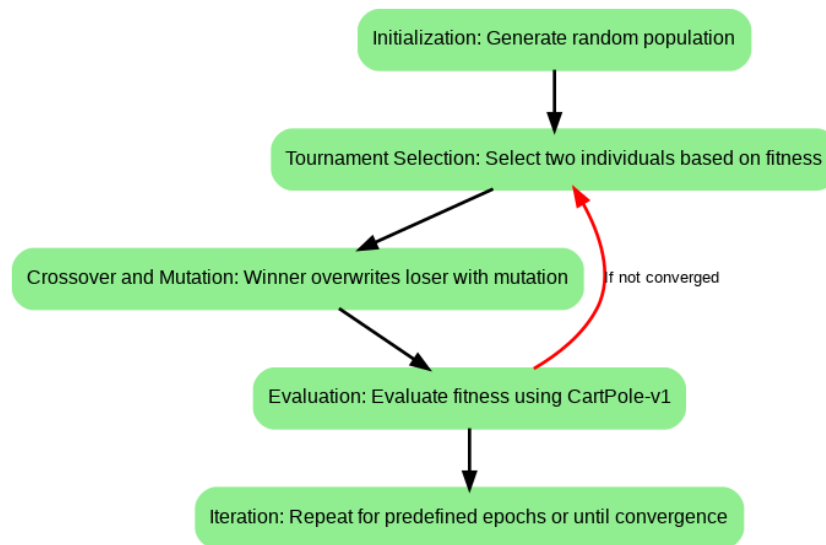 Initialization: Generate random population
Tournament Selection: Select two individuals based on fitness
Crossover and Mutation: Winner overwrites loser with mutation
If not converged
Evaluation: Evaluate fitness using CartPole-v1
Iteration: Repeat for predefined epochs or until convergence